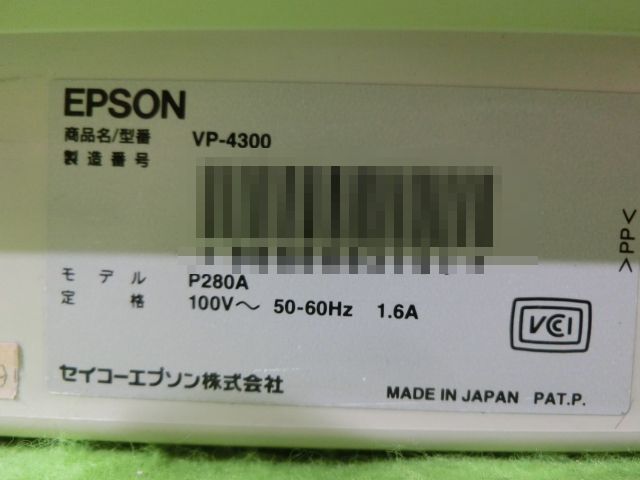 EPSON
商品名/型番 VP-4300
製造番号
モデル P280A
定格 100V～ 50-60Hz 1.6A
VCCI
セイコーエプソン株式会社
MADE IN JAPAN PAT.P.
>PP<